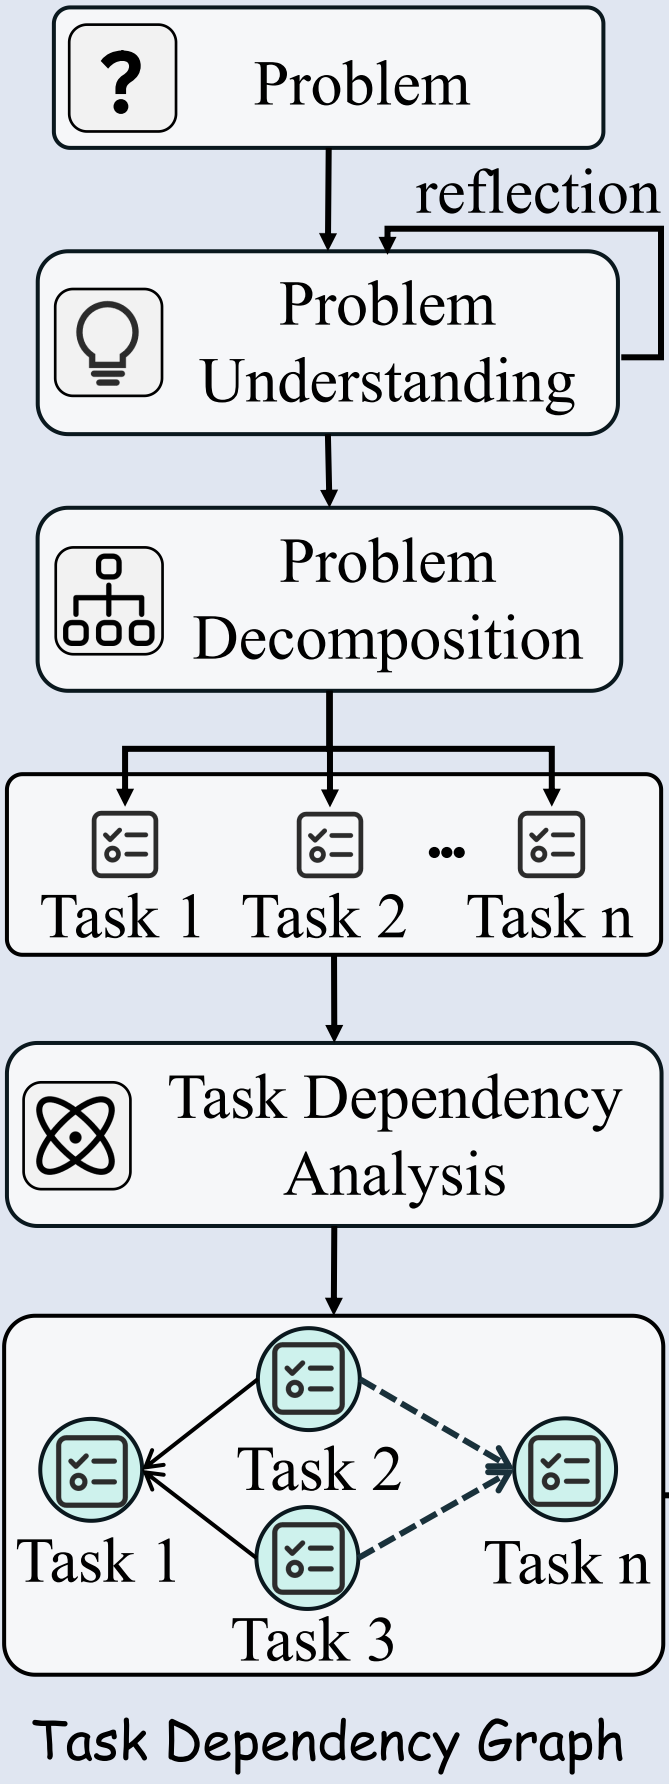 ?
Problem
reflection
Problem
Understanding
Problem
Decomposition
Task 1 Task 2 ••• Task n
Task Dependency
Analysis
Task 2
Task 1
Task n
Task 3
Task Dependency Graph